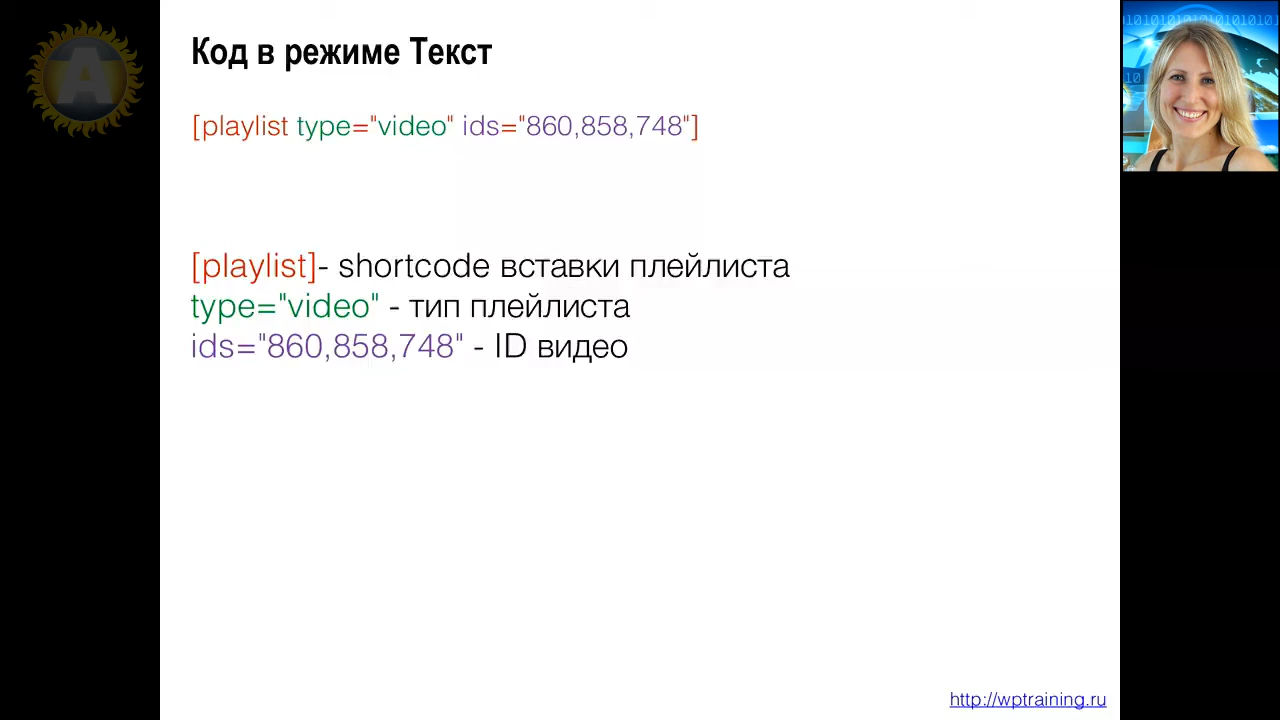 Код в режиме Текст
[playlist type="video" ids="860,858,748"]
[playlist]- shortcode вставки плейлиста
type="video" - тип плейлиста
ids="860,858,748" - ID видео
http://wptraining.ru
A